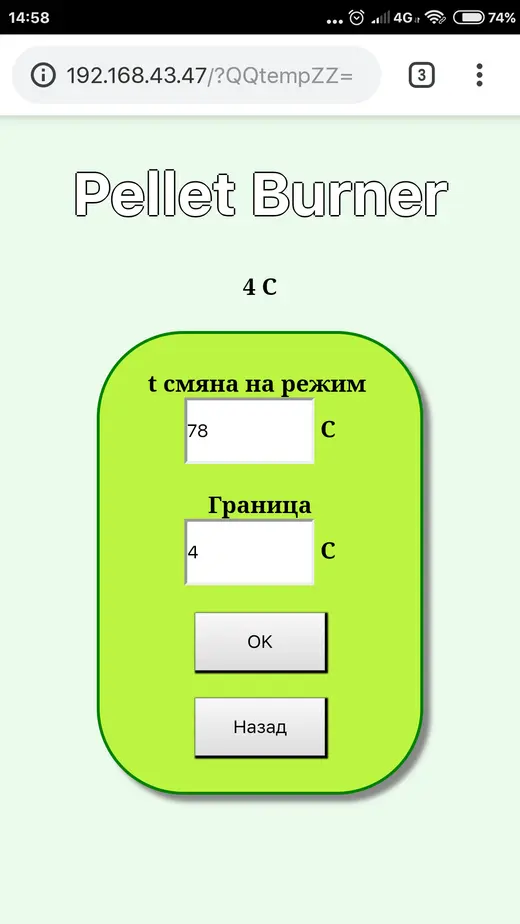 14:58
4G
74%
192.168.43.47/?QQtempZZ=
3
Pellet Burner
4 C
t смяна на режим
78 C
Граница
4 C
OK
Назад